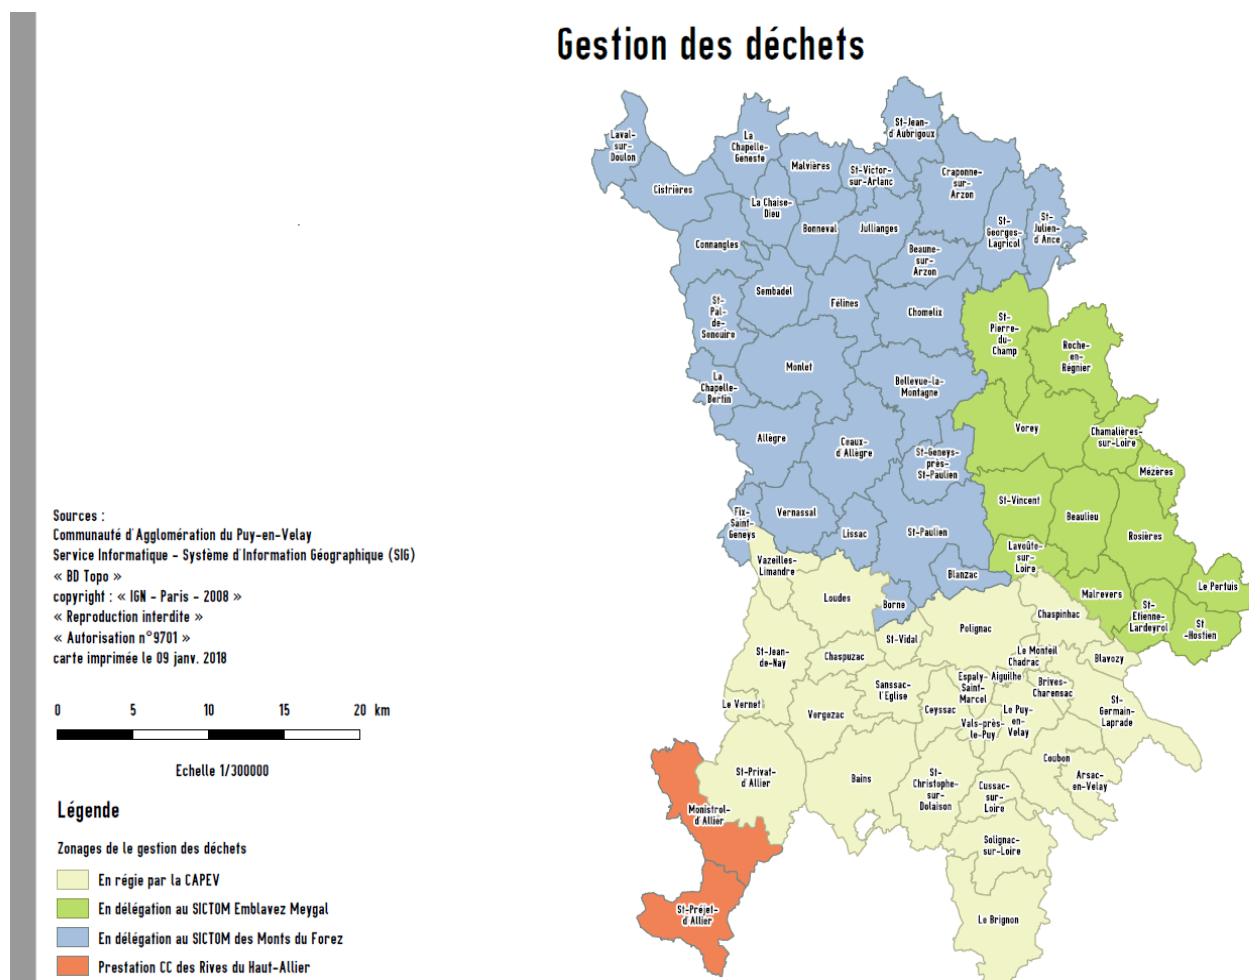 Gestion des déchets
St-Jean-
d'Aubrigoux
Laval-
sur-
Doulon
La
Chapelle-
Geneste
Malvières
St-Victor-
sur-Arlanc
Craponne-
sur-
Arzon
Cistrières
La Chaise-
Dieu
Bonneval
Jullianges
St-
Georges-
Lagricol
St-
Julien-
d'Ance
Connangles
Beaune-
sur-
Arzon
Sembadel
Félines
Chomelix
St-
Pal-
de-
Senouire
St-
Pierre-
du-
Champ
Roche-
en-
Régnier
Monlet
La
Chapelle-
Bertin
Bellevue-la-
Montagne
Allègre
Ceaux-
d'Allègre
Vorey
Chamalières-
sur-Loire
St-Geneys-
près-
St-Paulien
Mézères
St-Vincent
Fix-
Saint-
Geneys
Vernassal
Lissac
St-Paulien
Beaulieu
Rosières
Vazeilles-
Limandre
Lavoûte-
sur-
Loire
Blanzac
Le Pertuis
Loudes
Borne
Malrevers
St-
Etienne-
Lardeyrol
St
-Hostien
Chaspinhac
St-Vidal
Polignac
St-Jean-
de-Nay
Chaspuzac
Le Monteil
Chadrac
Blavozy
Sanssac-
l'Eglise
Espaly-
Saint-
Marcel
Aiguilhe
Brives-
Charensac
Le Vernet
Vergezac
Ceyssac
Vals-près-
le-Puy
Le Puy-
en-
Velay
St-
Germain-
Laprade
St-Privat-
d'Allier
Bains
St-
Christophe-
sur-
Dolaison
Coubon
Arsac-
en-Velay
Cussac-
sur-
Loire
Monistrol-
d'Allier
Solignac-
sur-Loire
St-Préjet-
d'Allier
Le Brignon
Sources :
Communauté d'Agglomération du Puy-en-Velay
Service Informatique - Système d'Information Géographique (SIG)
« BD Topo »
copyright : « IGN - Paris - 2008 »
« Reproduction interdite »
« Autorisation n°9701 »
carte imprimée le 09 janv. 2018
0 5 10 15 20 km
Echelle 1/300000
Légende
Zonages de le gestion des déchets
En régie par la CAPEV
En délégation au SICTOM Emblavez Meygal
En délégation au SICTOM des Monts du Forez
Prestation CC des Rives du Haut-Allier